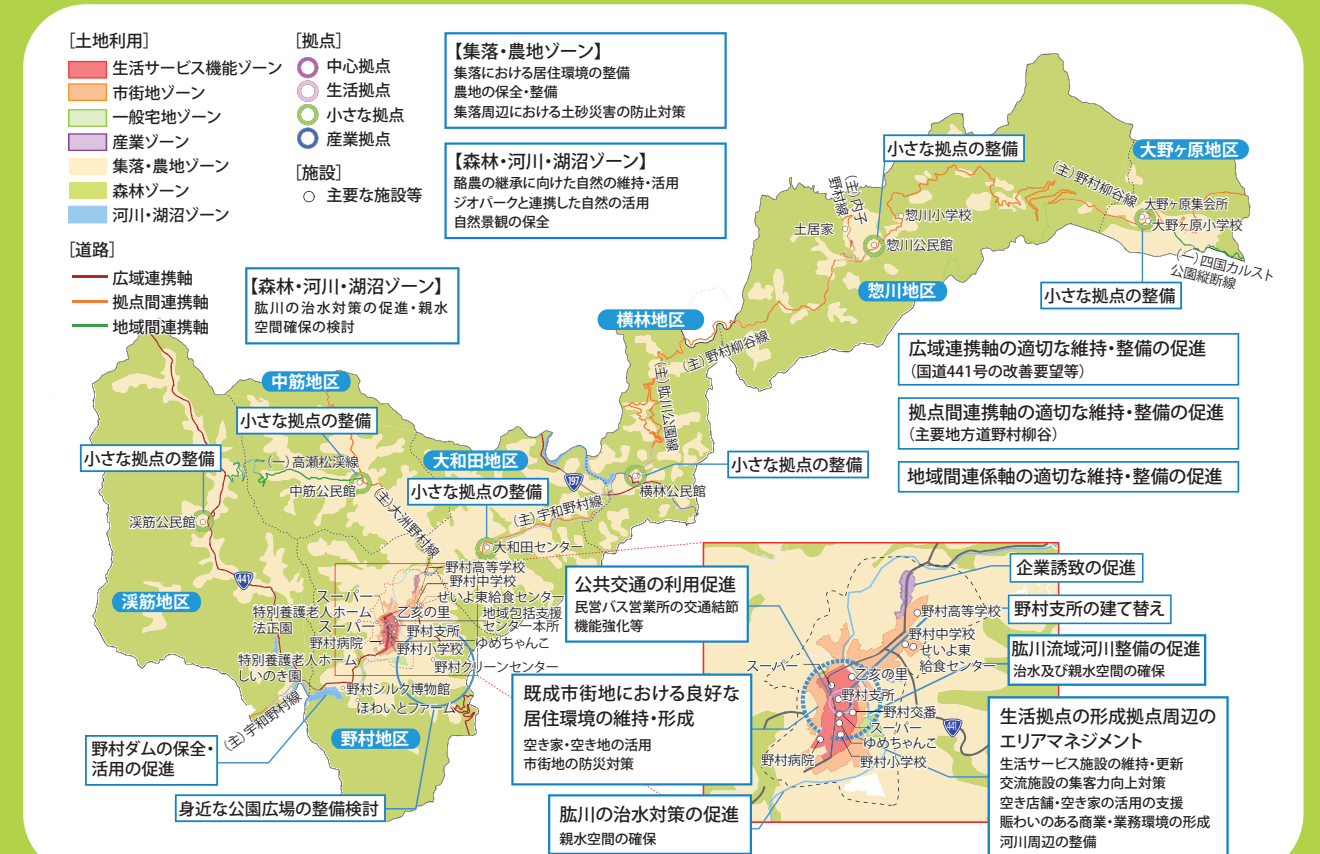 [土地利用]
生活サービス機能ゾーン
市街地ゾーン
一般宅地ゾーン
産業ゾーン
集落・農地ゾーン
森林ゾーン
河川・湖沼ゾーン
[拠点]
中心拠点
生活拠点
小さな拠点
産業拠点
[施設]
主要な施設等
[道路]
広域連携軸
拠点間連携軸
地域間連携軸
【集落・農地ゾーン】
集落における居住環境の整備
農地の保全・整備
集落周辺における土砂災害の防止対策
【森林・河川・湖沼ゾーン】
酪農の継承に向けた自然の維持・活用
ジオパークと連携した自然の活用
自然景観の保全
【森林・河川・湖沼ゾーン】
肱川の治水対策の促進・親水
空間確保の検討
小さな拠点の整備
大野ヶ原地区
(主)野村柳谷線
(主)内子
野村線
大野ヶ原集会所
大野ヶ原小学校
惣川小学校
土居家
惣川公民館
(一)四国カルスト
公園縦断線
惣川地区
小さな拠点の整備
横林地区
(主)野村柳谷線
(主)肱川公園線
広域連携軸の適切な維持・整備の促進
(国道441号の改善要望等)
拠点間連携軸の適切な維持・整備の促進
(主要地方道野村柳谷)
地域間連係軸の適切な維持・整備の促進
中筋地区
小さな拠点の整備
小さな拠点の整備
(一)高瀬松渓線
中筋公民館
大和田地区
小さな拠点の整備
197
小さな拠点の整備
横林公民館
(主)宇和野村線
(主)大洲野村線
渓筋公民館
大和田センター
441
渓筋地区
野村高等学校
野村中学校
せいよ東給食センター
スーパー
特別養護老人ホーム
法正園
乙亥の里
地域包括支援
センター本所
スーパー
野村支所
野村病院
野村小学校
ゆめちゃんこ
特別養護老人ホーム
しいのき園
野村クリーンセンター
野村シルク博物館
ほわいとファーム
(主)宇和野村線
野村地区
野村ダムの保全・
活用の促進
身近な公園広場の整備検討
公共交通の利用促進
民営バス営業所の交通結節
機能強化等
既成市街地における良好な
居住環境の維持・形成
空き家・空き地の活用
市街地の防災対策
肱川の治水対策の促進
親水空間の確保
企業誘致の促進
野村支所の建て替え
肱川流域河川整備の促進
治水及び親水空間の確保
生活拠点の形成拠点周辺の
エリアマネジメント
生活サービス施設の維持・更新
交流施設の集客力向上対策
空き店舗・空き家の活用の支援
賑わいのある商業・業務環境の形成
河川周辺の整備
野村高等学校
野村中学校
せいよ東
給食センター
スーパー
乙亥の里
野村支所
野村交番
スーパー
441
ゆめちゃんこ
野村病院
野村小学校